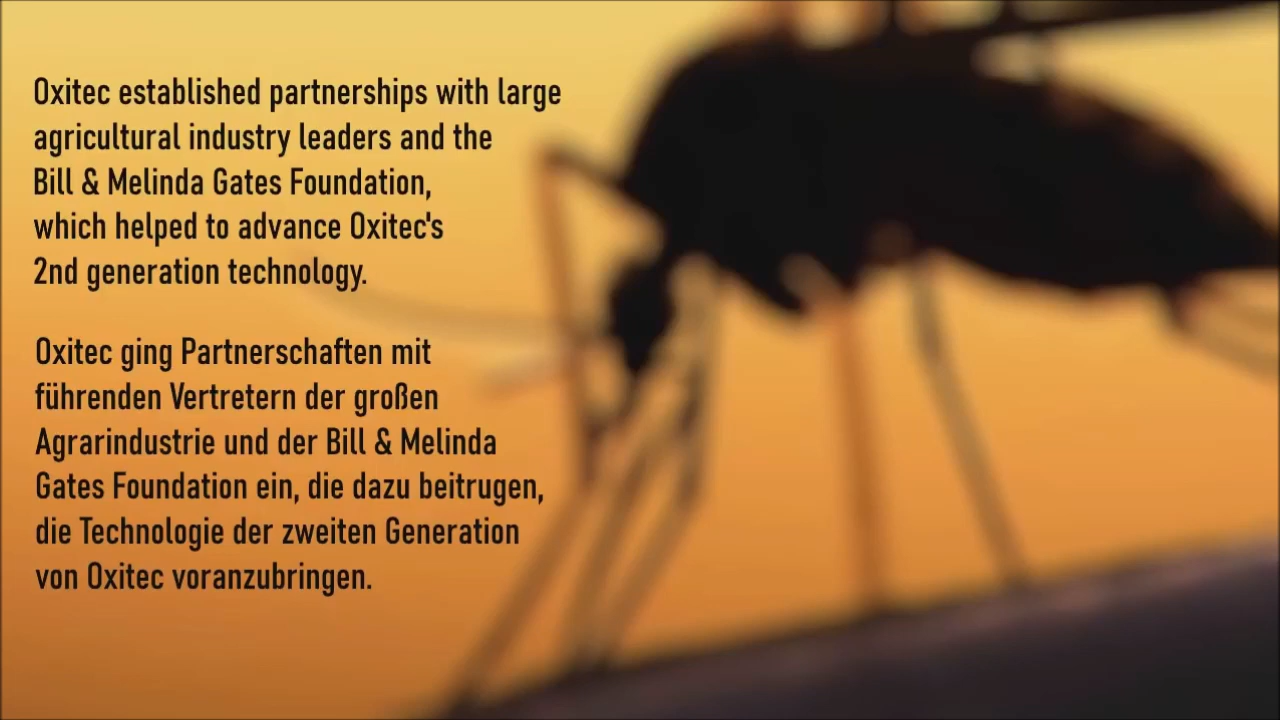 Oxitec established partnerships with large
agricultural industry leaders and the
Bill & Melinda Gates Foundation,
which helped to advance Oxitec's
2nd generation technology.
Oxitec ging Partnerschaften mit
führenden Vertretern der großen
Agrarindustrie und der Bill & Melinda
Gates Foundation ein, die dazu beitrugen,
die Technologie der zweiten Generation
von Oxitec voranzubringen.